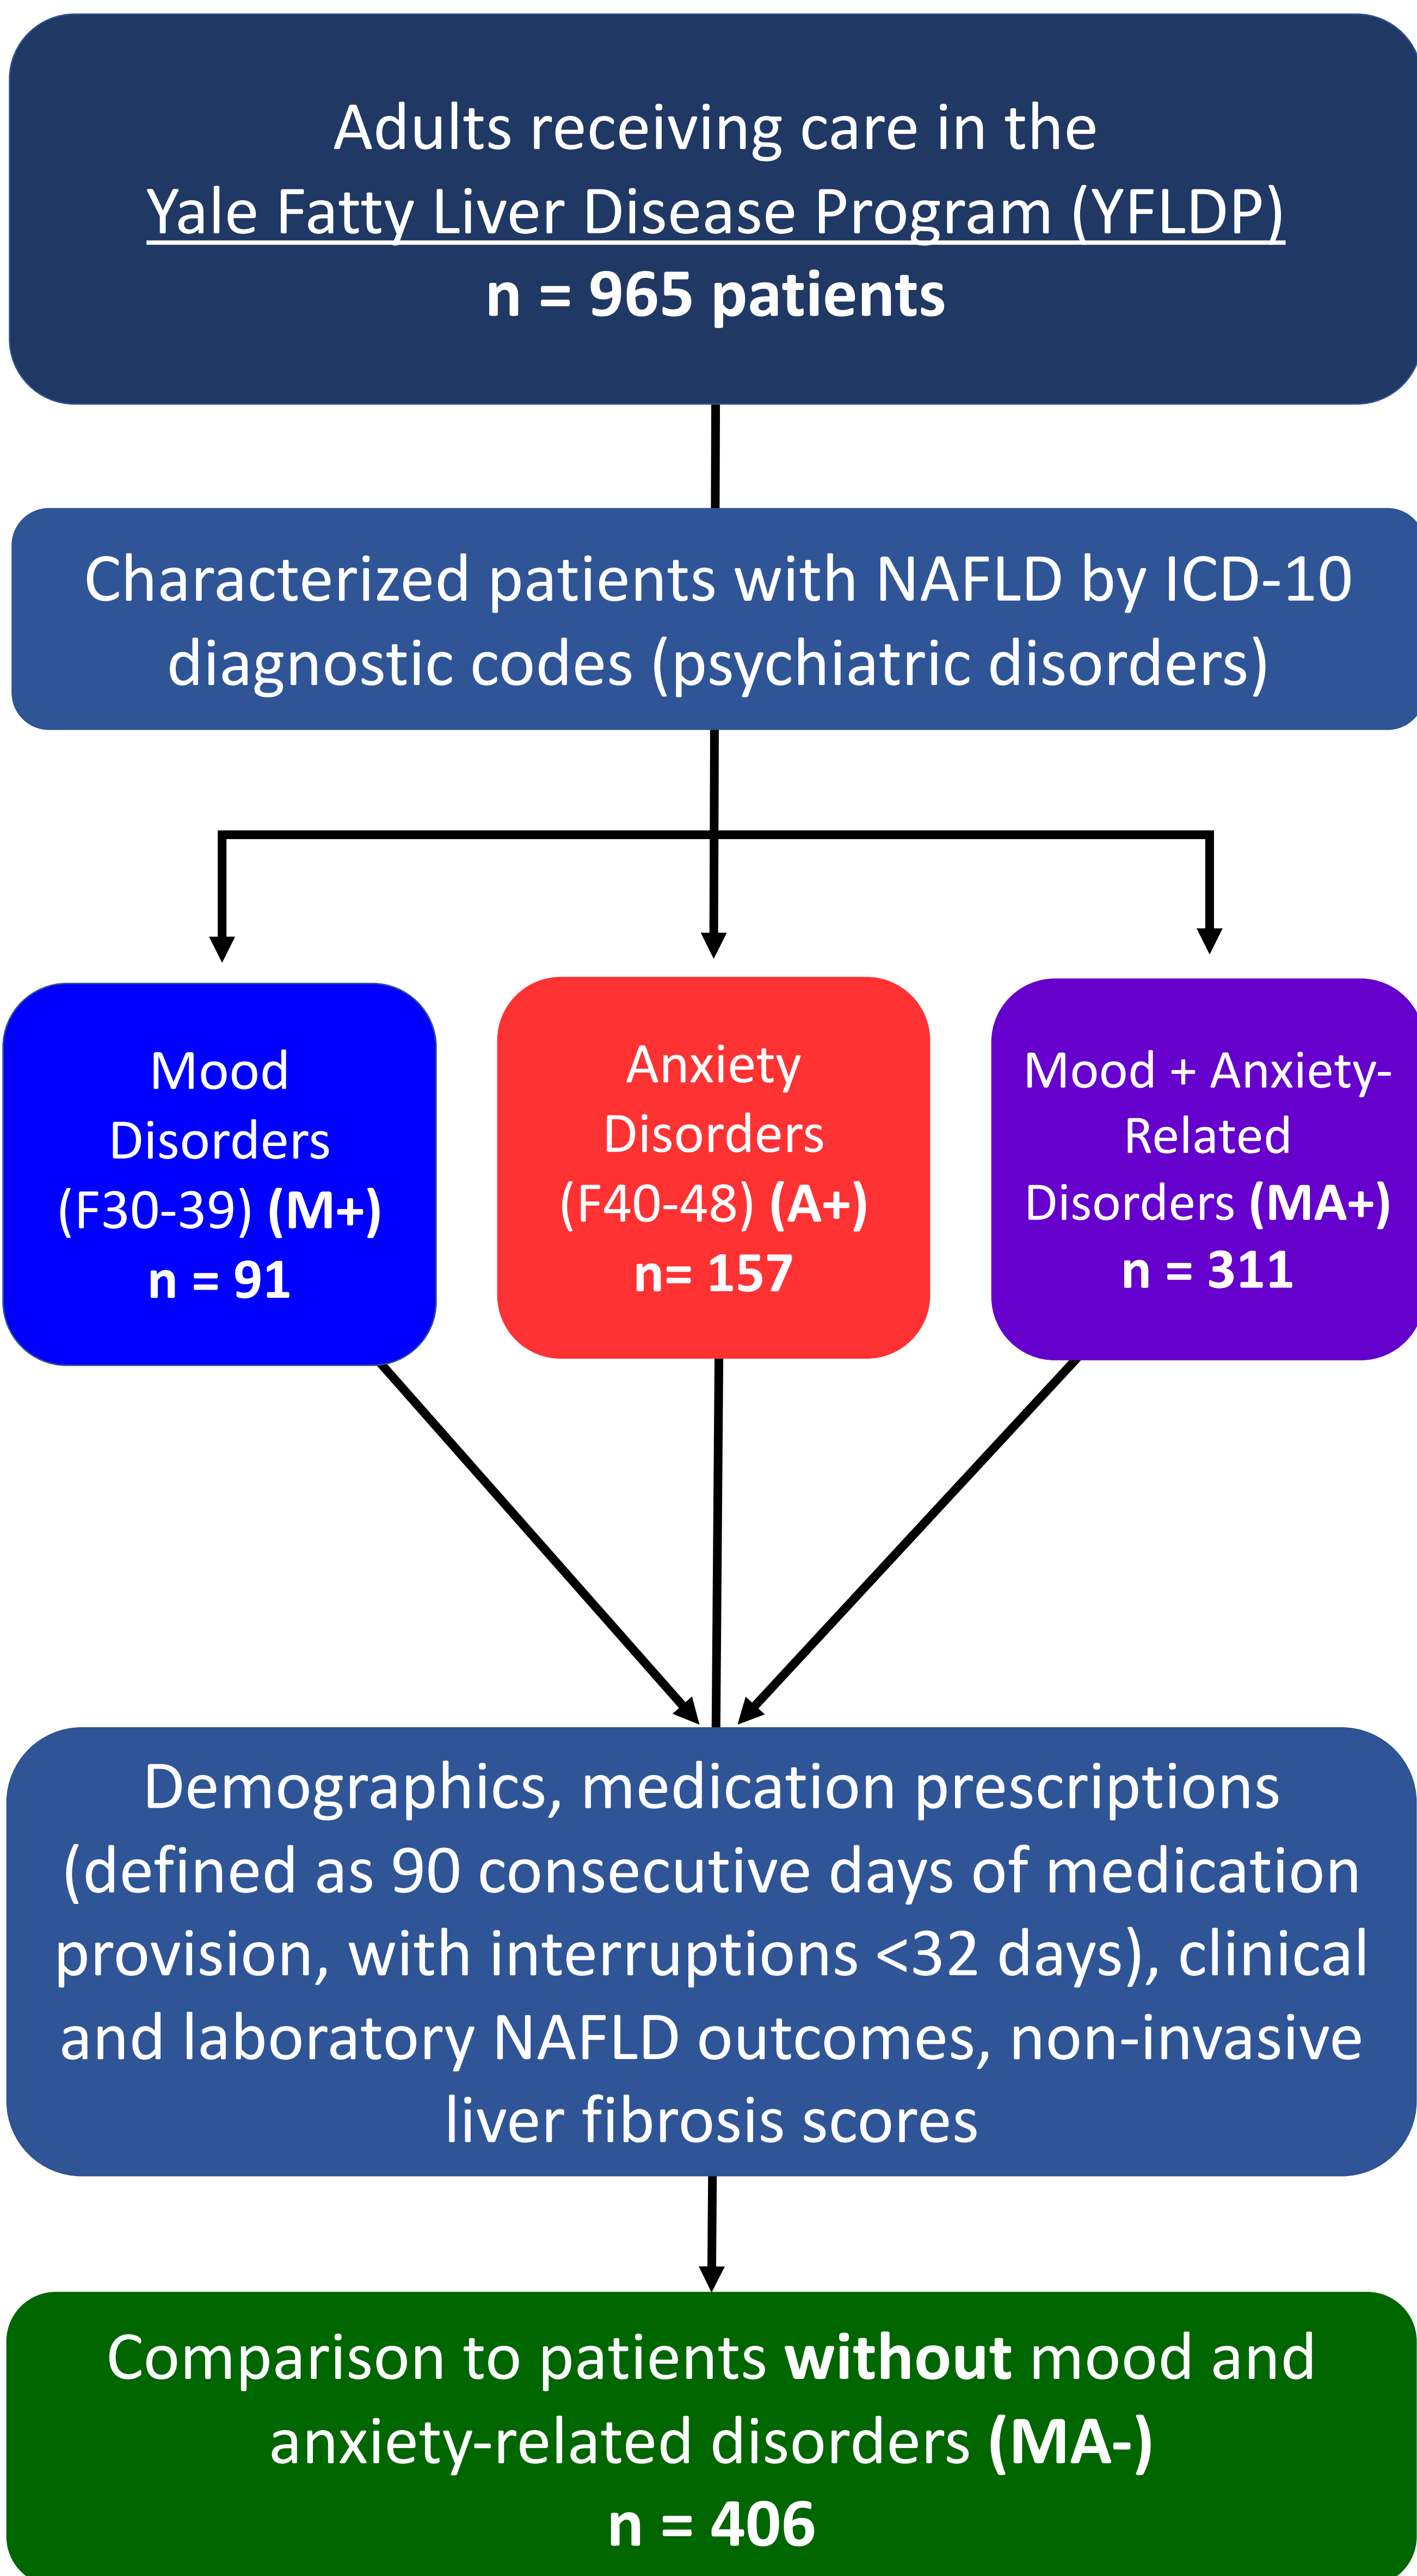 Adults receiving care in the
Yale Fatty Liver Disease Program (YFLDP)
n = 965 patients
Characterized patients with NAFLD by ICD-10
diagnostic codes (psychiatric disorders)
Mood
Disorders
(F30-39) (M+)
n = 91
Anxiety
Disorders
(F40-48) (A+)
n= 157
Mood + Anxiety-
Related
Disorders (MA+)
n = 311
Demographics, medication prescriptions
(defined as 90 consecutive days of medication
provision, with interruptions <32 days), clinical
and laboratory NAFLD outcomes, non-invasive
liver fibrosis scores
Comparison to patients without mood and
anxiety-related disorders (MA-)
n = 406